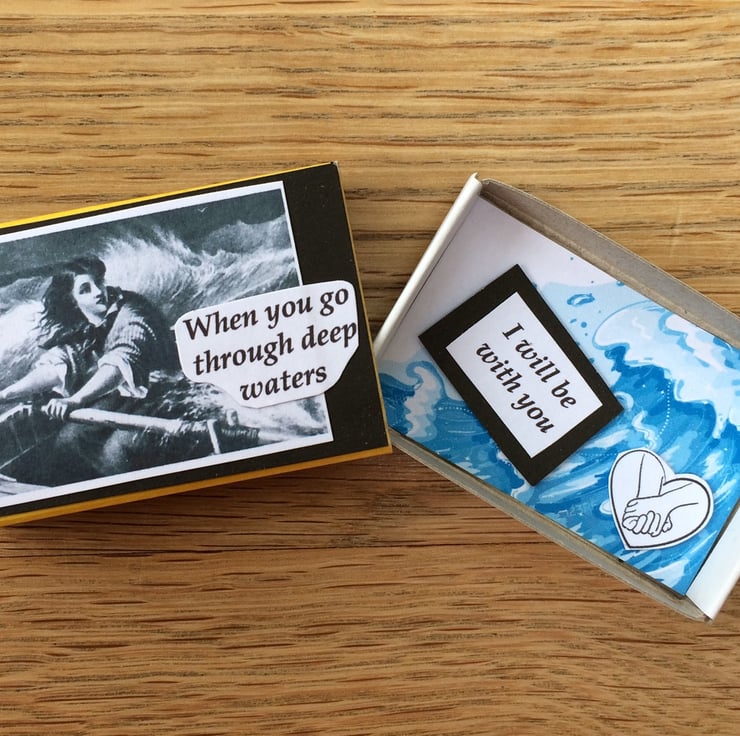 When you go
through deep
waters
I will be
with you